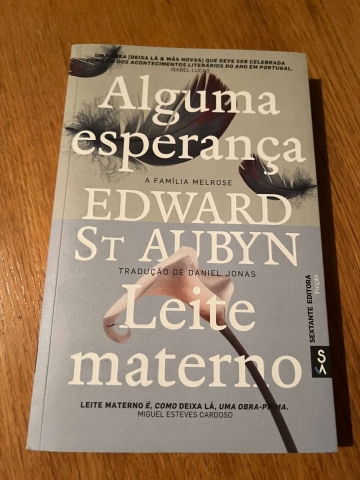 UMA OBRA [DEIXA LÁ & MÁS NOVAS] QUE DEVE SER CELEBRADA
COMO UM DOS ACONTECIMENTOS LITERÁRIOS DO ANO EM PORTUGAL.
ISABEL LUCAS
Alguma
esperança
A FAMÍLIA MELROSE
EDWARD
ST AUBYN
TRADUÇÃO DE DANIEL JONAS
Leite
materno
LEITE MATERNO É, COMO DEIXA LÁ, UMA OBRA-PRIMA.
MIGUEL ESTEVES CARDOSO
SEXTANTE EDITORA
ficção